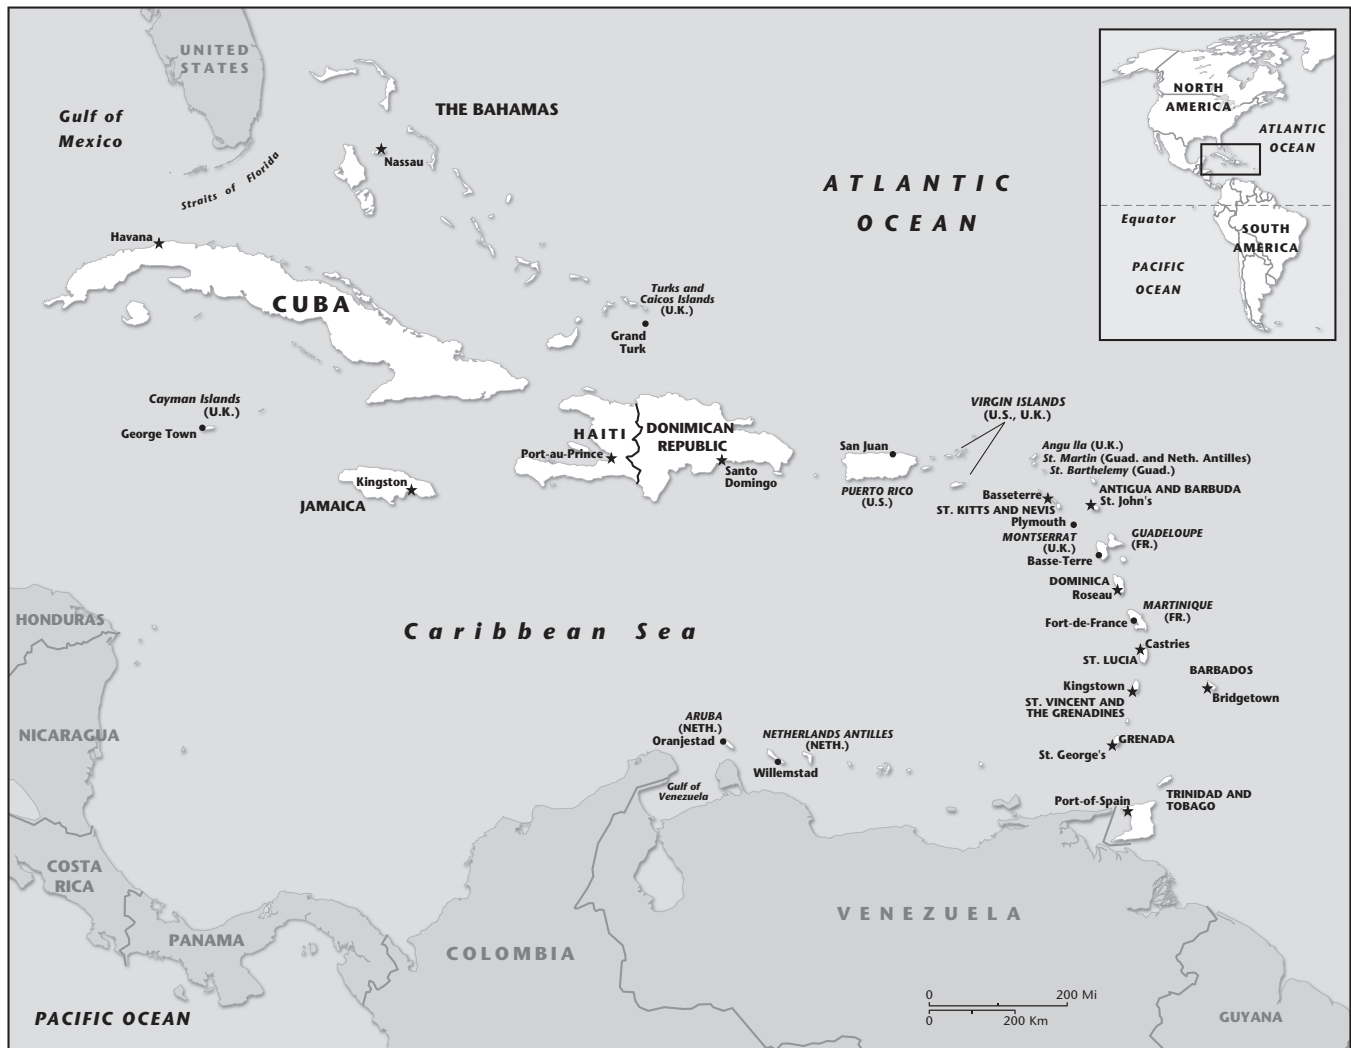 UNITED
STATES
Gulf of
Mexico
THE BAHAMAS
Nassau
Straits of Florida
ATLANTIC
OCEAN
Havana
CUBA
Turks and
Caicos Islands
(U.K.)
Grand
Turk
Cayman Islands
(U.K.)
George Town
HAITI
Port-au-Prince
DONIMICAN
REPUBLIC
Santo
Domingo
Kingston
JAMAICA
San Juan
PUERTO RICO
(U.S.)
VIRGIN ISLANDS
(U.S., U.K.)
Angu lla (U.K.)
St. Martin (Guad. and Neth. Antilles)
St. Barthelemy (Guad.)
Basseterre
ST. KITTS AND NEVIS
ANTIGUA AND BARBUDA
St. John's
Plymouth
MONTSERRAT
(U.K.)
GUADELOUPE
(FR.)
Basse-Terre
DOMINICA
Roseau
MARTINIQUE
(FR.)
Fort-de-France
Castries
ST. LUCIA
BARBADOS
Bridgetown
Kingstown
ST. VINCENT AND
THE GRENADINES
GRENADA
St. George's
Port-of-Spain
TRINIDAD AND
TOBAGO
Caribbean Sea
ARUBA
(NETH.)
Oranjestad
NETHERLANDS ANTILLES
(NETH.)
Willemstad
Gulf of
Venezuela
HONDURAS
NICARAGUA
COSTA
RICA
PANAMA
COLOMBIA
VENEZUELA
GUYANA
PACIFIC OCEAN
0 200 Mi
0 200 Km
NORTH
AMERICA
ATLANTIC
OCEAN
Equator
SOUTH
AMERICA
PACIFIC
OCEAN